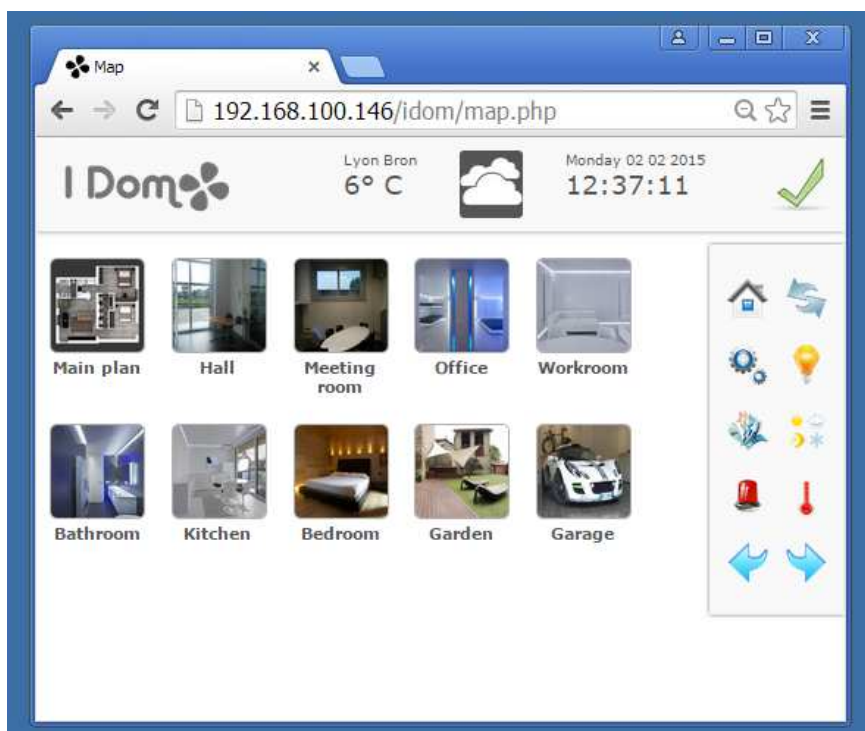 Map
192.168.100.146/idom/map.php
I Dom
Lyon Bron
6° C
Monday 02 02 2015
12:37:11
Main plan
Hall
Meeting
room
Office
Workroom
Bathroom
Kitchen
Bedroom
Garden
Garage